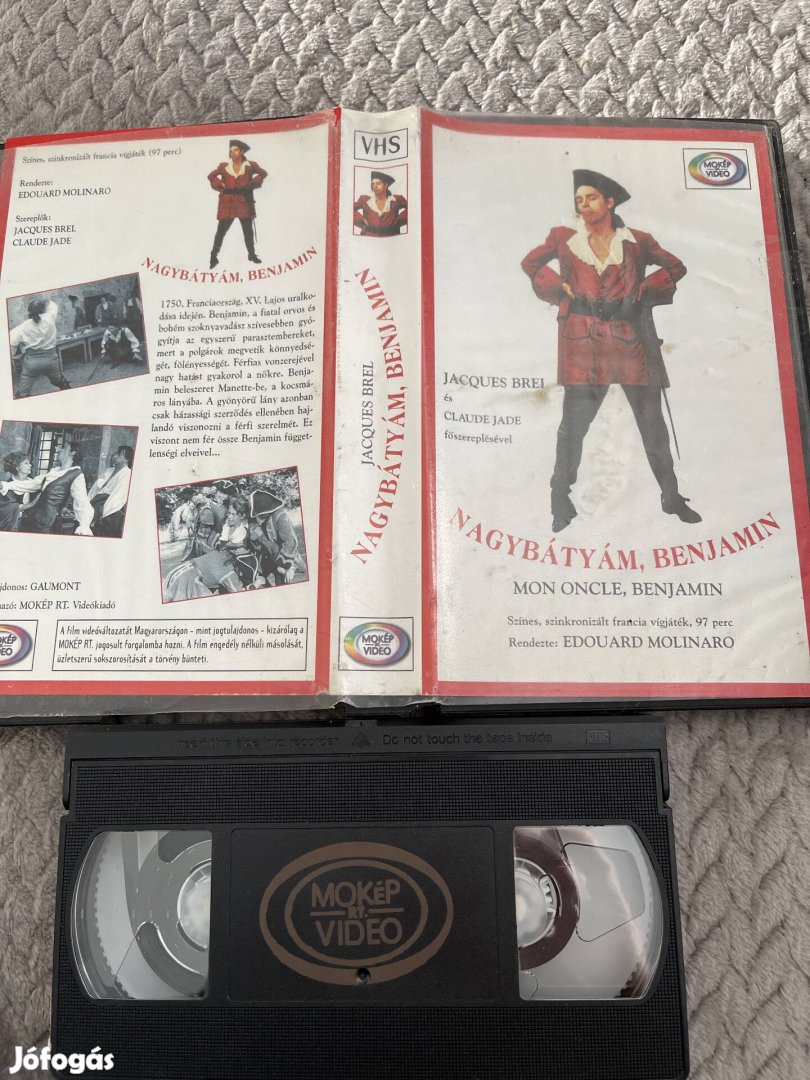 Színes, szinkronizált francia vígjáték (97 perc)
Rendezte:
EDOUARD MOLINARO
Szereplők:
JACQUES BREL
CLAUDE JADE
NAGYBÁTYÁM, BENJAMIN
1750, Franciaország, XV. Lajos uralko-
dása idején. Benjamin, a fiatal orvos és
bohém szoknyavadász szívesebben gyó-
gyítja az egyszerű parasztembereket,
mert a polgárok megvetik könnyedsé-
gét, fölényességét. Férfias vonzerejével
nagy hatást gyakorol a nőkre. Benja-
min beleszeret Manette-be, a kocsmá-
ros lányába. A gyönyörű lány azonban
csak házassági szerződés ellenében haj-
landó viszonozni a férfi szerelmét. Ez
viszont nem fér össze Benjamin függet-
lenségi elveivel...
jdonos: GAUMONT
mazó: MOKÉP RT. Videókiadó
MOKÉP
VIDEO
A film videóváltozatát Magyarországon - mint jogtulajdonos - kizárólag a
MOKÉP RT. jogosult forgalomba hozni. A film engedély nélküli másolását,
üzletszerű sokszorosítását a törvény bünteti.
VHS
JACQUES BREL
NAGYBÁTYÁM, BENJAMIN
MOKÉP
VIDEO
MOKÉP
VIDEO
JACQUES BREL
és
CLAUDE JADE
főszereplésével
NAGYBÁTYÁM, BENJAMIN
MON ONCLE, BENJAMIN
Színes, szinkronizált francia vígjáték, 97 perc
Rendezte: EDOUARD MOLINARO
Insert this side into recorder
Do not touch the tape inside
VHS
MOKÉP
RT.
VIDEO
Jófogás